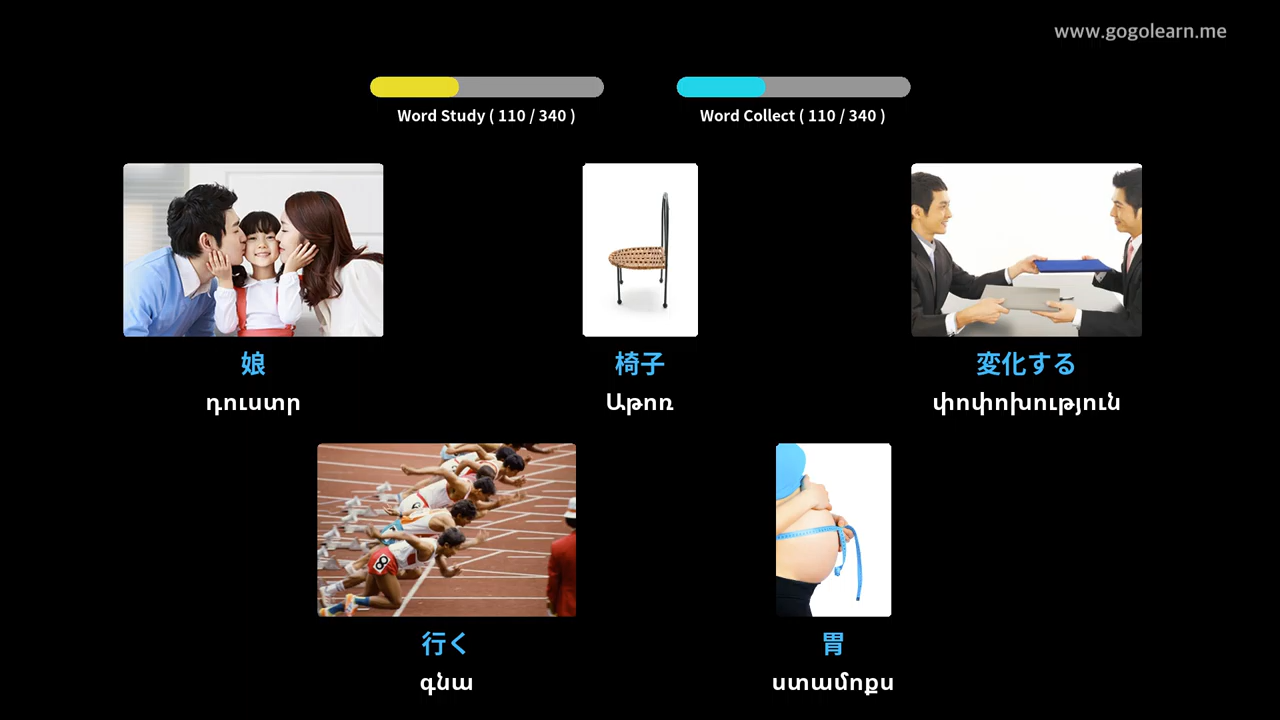 www.gogolearn.me
Word Study ( 110 / 340 )
Word Collect ( 110 / 340 )
娘
դուստր
椅子
Աթոռ
変化する
փոփոխություն
行く
գնա
胃
ստամոքս